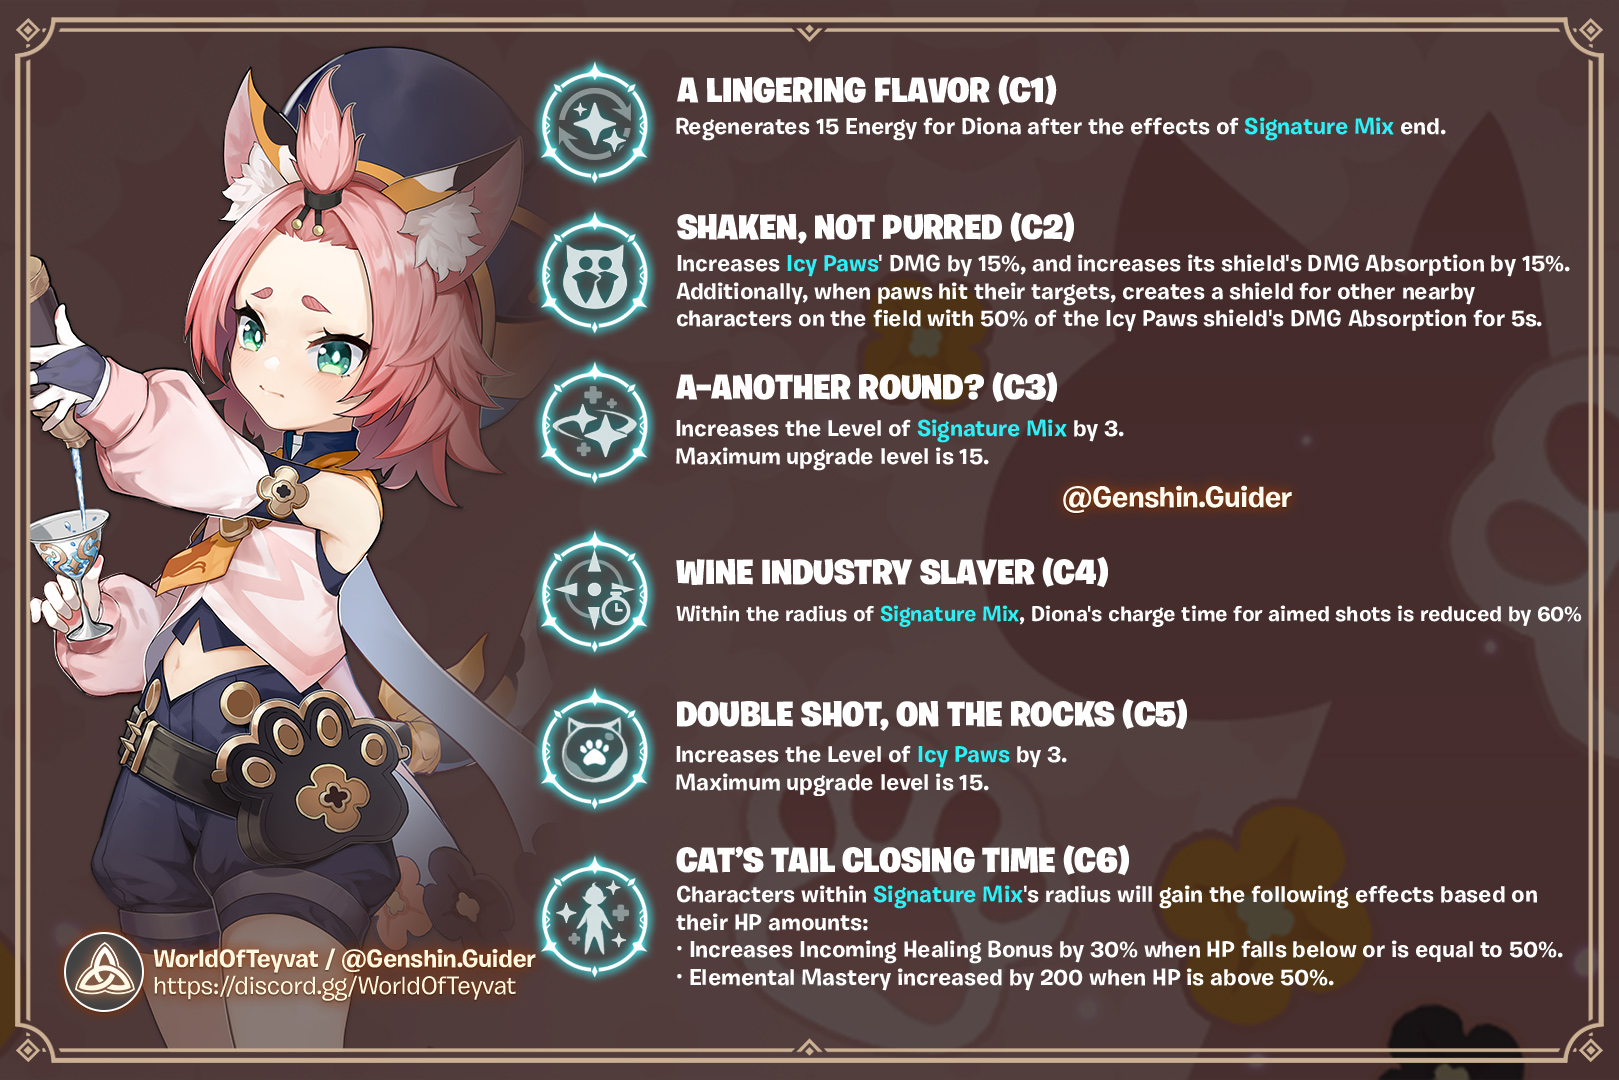 A LINGERING FLAVOR (C1)
Regenerates 15 Energy for Diona after the effects of Signature Mix end.
SHAKEN, NOT PURRED (C2)
Increases Icy Paws' DMG by 15%, and increases its shield's DMG Absorption by 15%.
Additionally, when paws hit their targets, creates a shield for other nearby
characters on the field with 50% of the Icy Paws shield's DMG Absorption for 5s.
A-ANOTHER ROUND? (C3)
Increases the Level of Signature Mix by 3.
Maximum upgrade level is 15.
@Genshin.Guider
WINE INDUSTRY SLAYER (C4)
Within the radius of Signature Mix, Diona's charge time for aimed shots is reduced by 60%
DOUBLE SHOT, ON THE ROCKS (C5)
Increases the Level of Icy Paws by 3.
Maximum upgrade level is 15.
CAT'S TAIL CLOSING TIME (C6)
Characters within Signature Mix's radius will gain the following effects based on
their HP amounts:
· Increases Incoming Healing Bonus by 30% when HP falls below or is equal to 50%.
· Elemental Mastery increased by 200 when HP is above 50%.
WorldOfTeyvat / @Genshin.Guider
https://discord.gg/WorldOfTeyvat